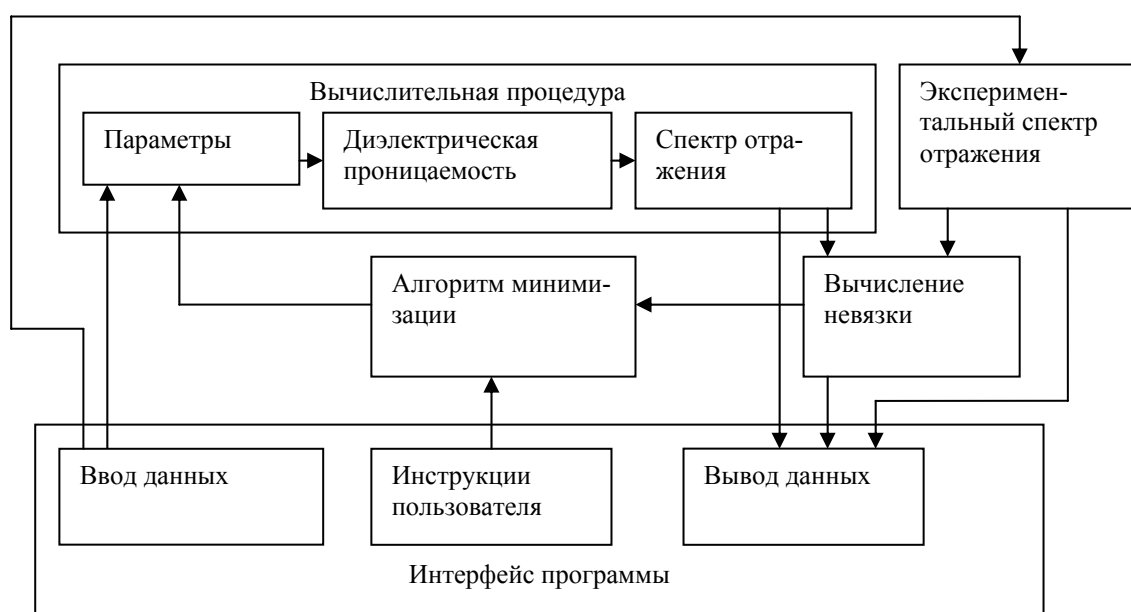 Вычислительная процедура
Параметры
Диэлектрическая
проницаемость
Спектр отра-
жения
Эксперимен-
тальный спектр
отражения
Алгоритм миними-
зации
Вычисление
невязки
Ввод данных
Инструкции
пользователя
Вывод данных
Интерфейс программы